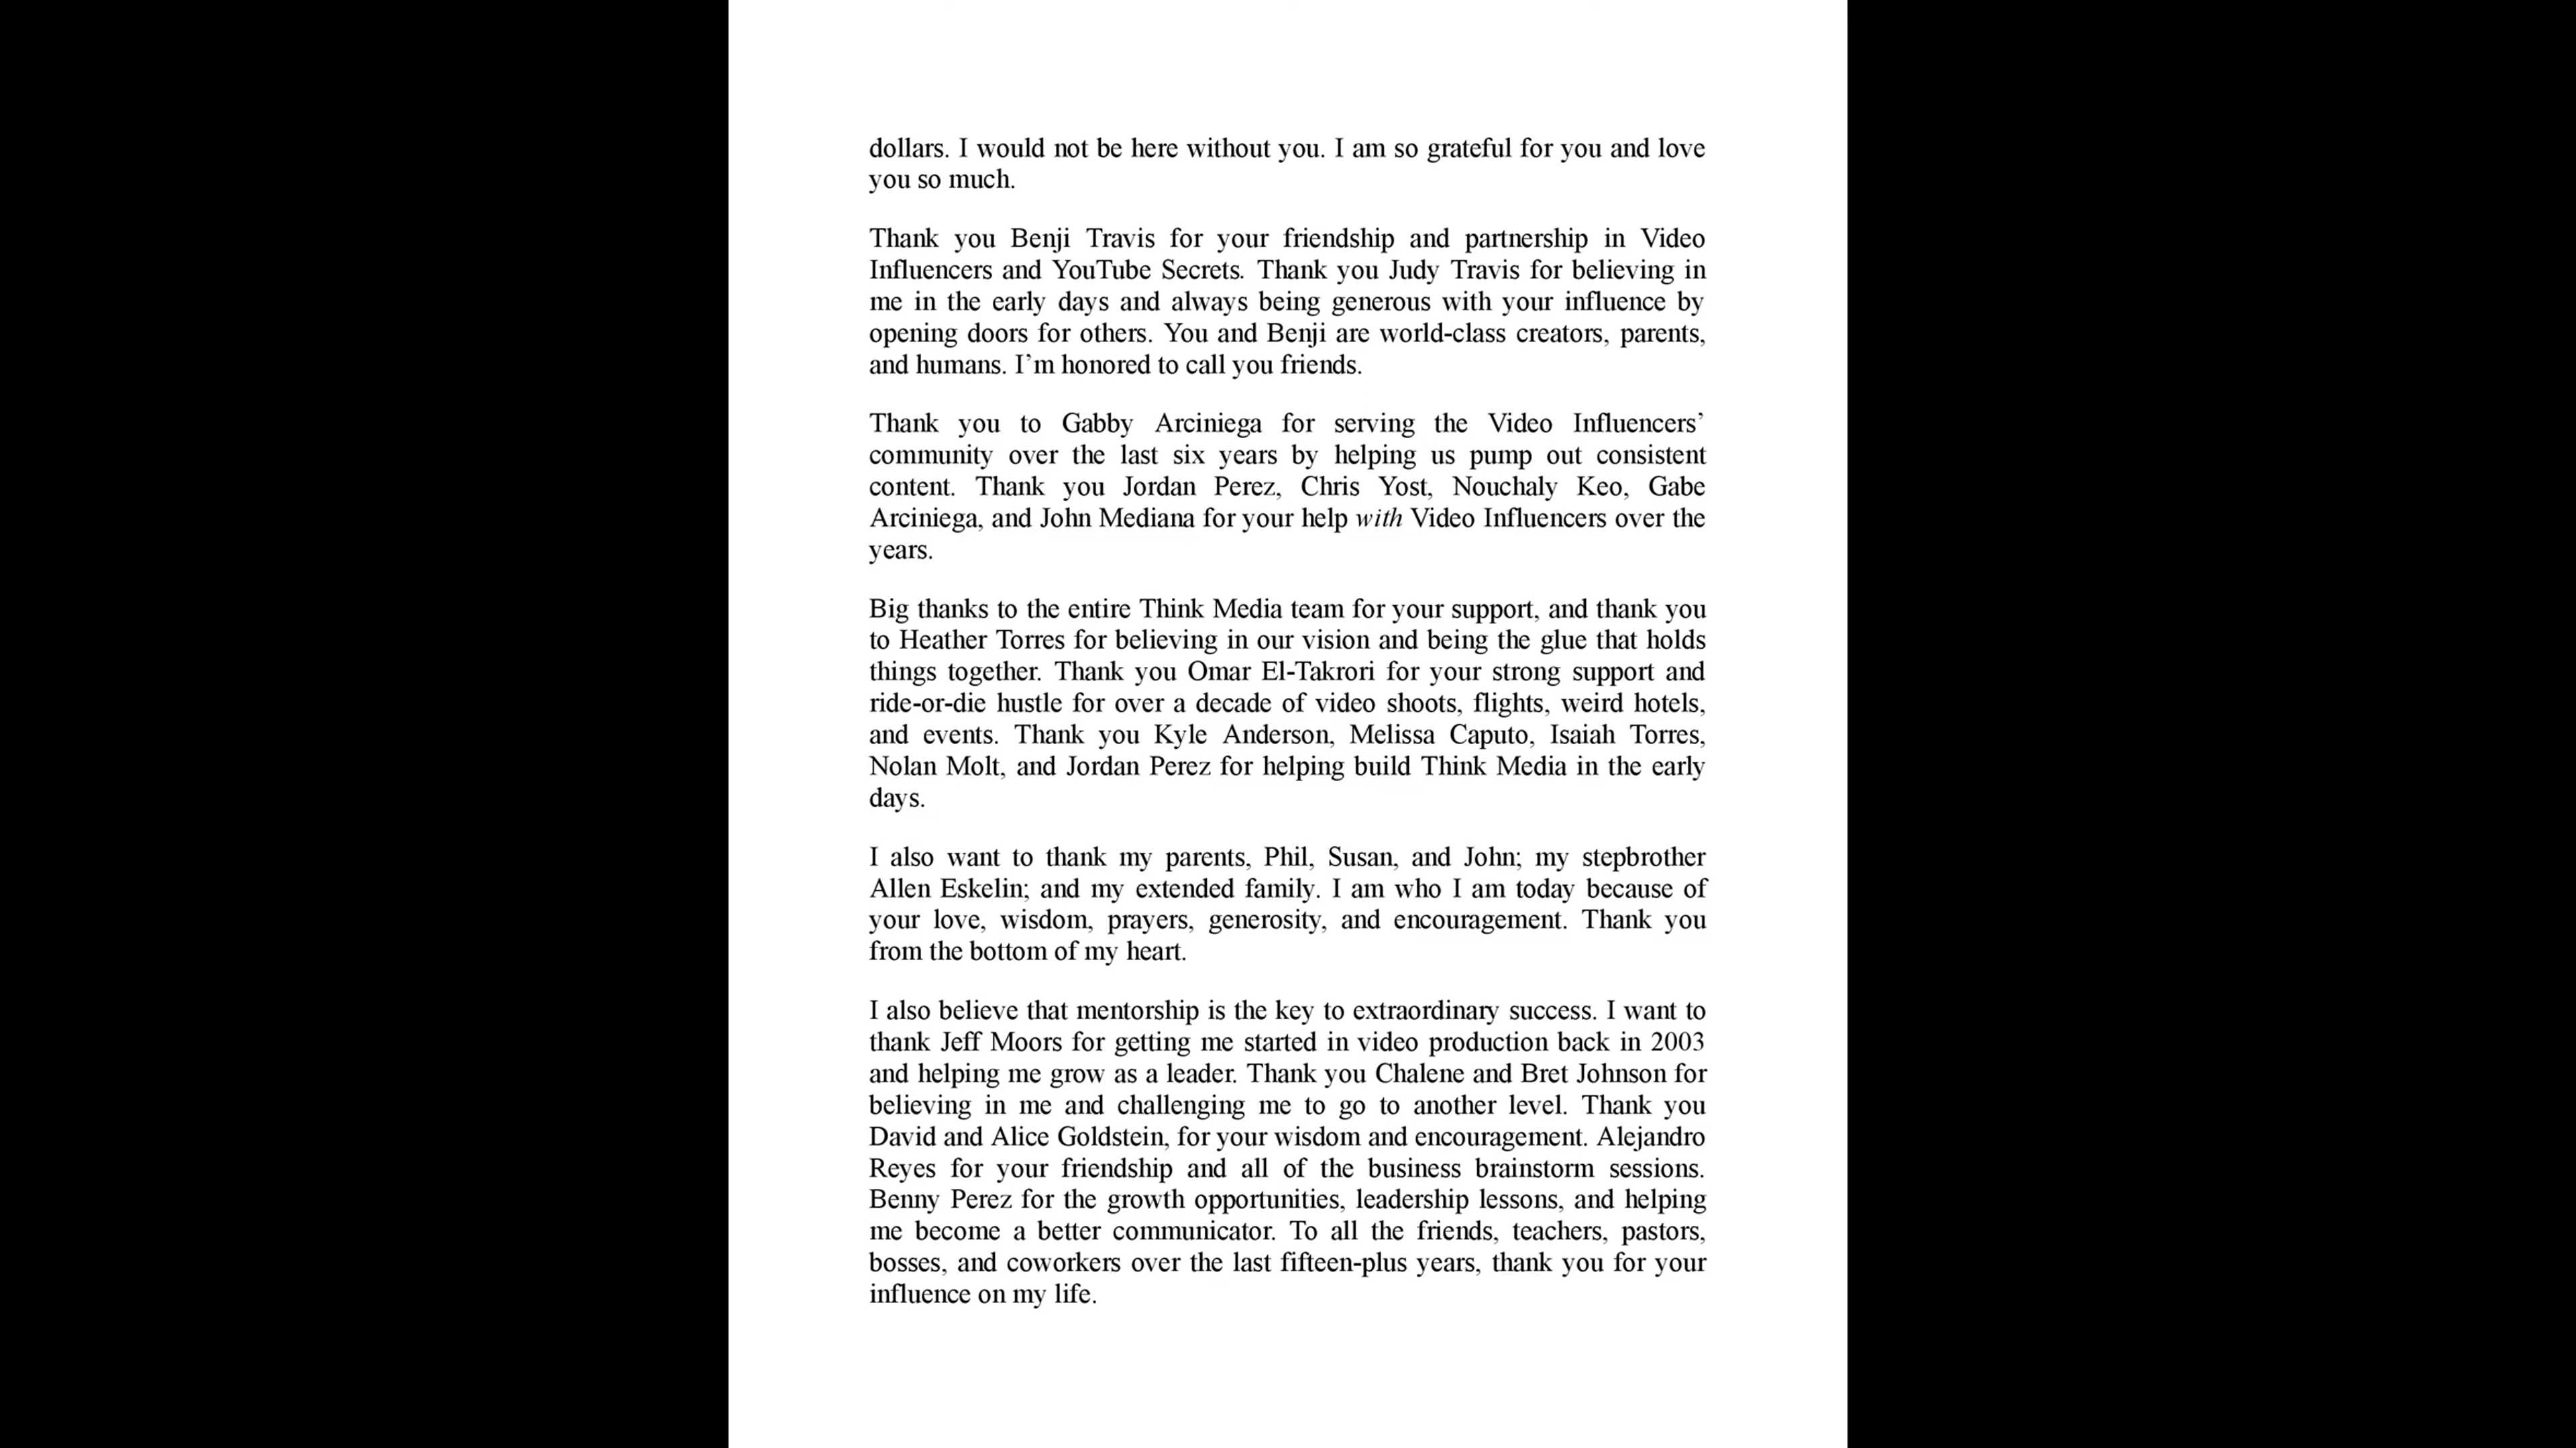 dollars. I would not be here without you. I am so grateful for you and love
you so much.
Thank you Benji Travis for your friendship and partnership in Video
Influencers and YouTube Secrets. Thank you Judy Travis for believing in
me in the early days and always being generous with your influence by
opening doors for others. You and Benji are world-class creators, parents,
and humans. I’m honored to call you friends.
Thank you to Gabby Arciniega for serving the Video Influencers’
community over the last six years by helping us pump out consistent
content. Thank you Jordan Perez, Chris Yost, Nouchaly Keo, Gabe
Arciniega, and John Mediana for your help with Video Influencers over the
years.
Big thanks to the entire Think Media team for your support, and thank you
to Heather Torres for believing in our vision and being the glue that holds
things together. Thank you Omar El-Takrori for your strong support and
ride-or-die hustle for over a decade of video shoots, flights, weird hotels,
and events. Thank you Kyle Anderson, Melissa Caputo, Isaiah Torres,
Nolan Molt, and Jordan Perez for helping build Think Media in the early
days.
I also want to thank my parents, Phil, Susan, and John; my stepbrother
Allen Eskelin; and my extended family. I am who I am today because of
your love, wisdom, prayers, generosity, and encouragement. Thank you
from the bottom of my heart.
I also believe that mentorship is the key to extraordinary success. I want to
thank Jeff Moors for getting me started in video production back in 2003
and helping me grow as a leader. Thank you Chalene and Bret Johnson for
believing in me and challenging me to go to another level. Thank you
David and Alice Goldstein, for your wisdom and encouragement. Alejandro
Reyes for your friendship and all of the business brainstorm sessions.
Benny Perez for the growth opportunities, leadership lessons, and helping
me become a better communicator. To all the friends, teachers, pastors,
bosses, and coworkers over the last fifteen-plus years, thank you for your
influence on my life.